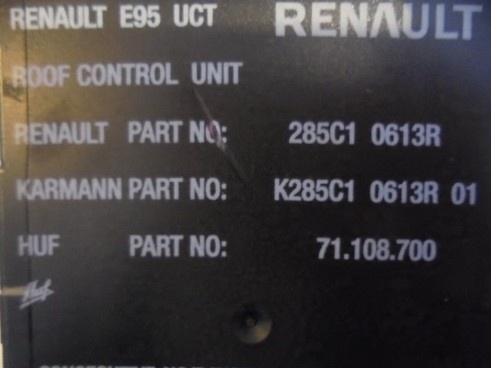 RENAULT E95 UCT RENAULT
ROOF CONTROL UNIT
RENAULT PART NO: 285C1 0613R
KARMANN PART NO: K285C1 0613R 01
HUF PART NO: 71.108.700
Huf